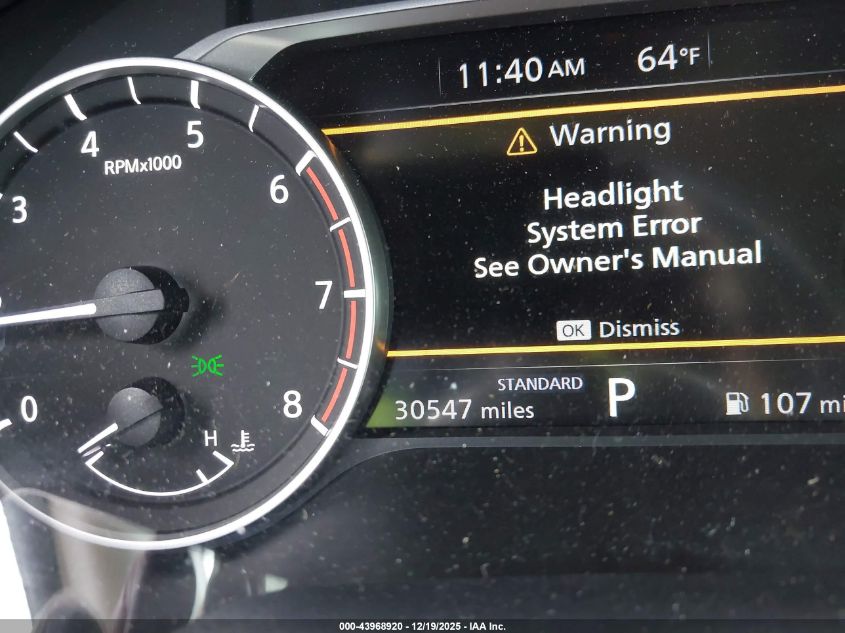 11:40 AM 64°F
Warning
Headlight
System Error
See Owner's Manual
OK Dismiss
STANDARD
30547 miles P 107 mi
RPMx1000
0
3
4
5
6
7
8
H
000-43968920 - 12/19/2025 - IAA Inc.